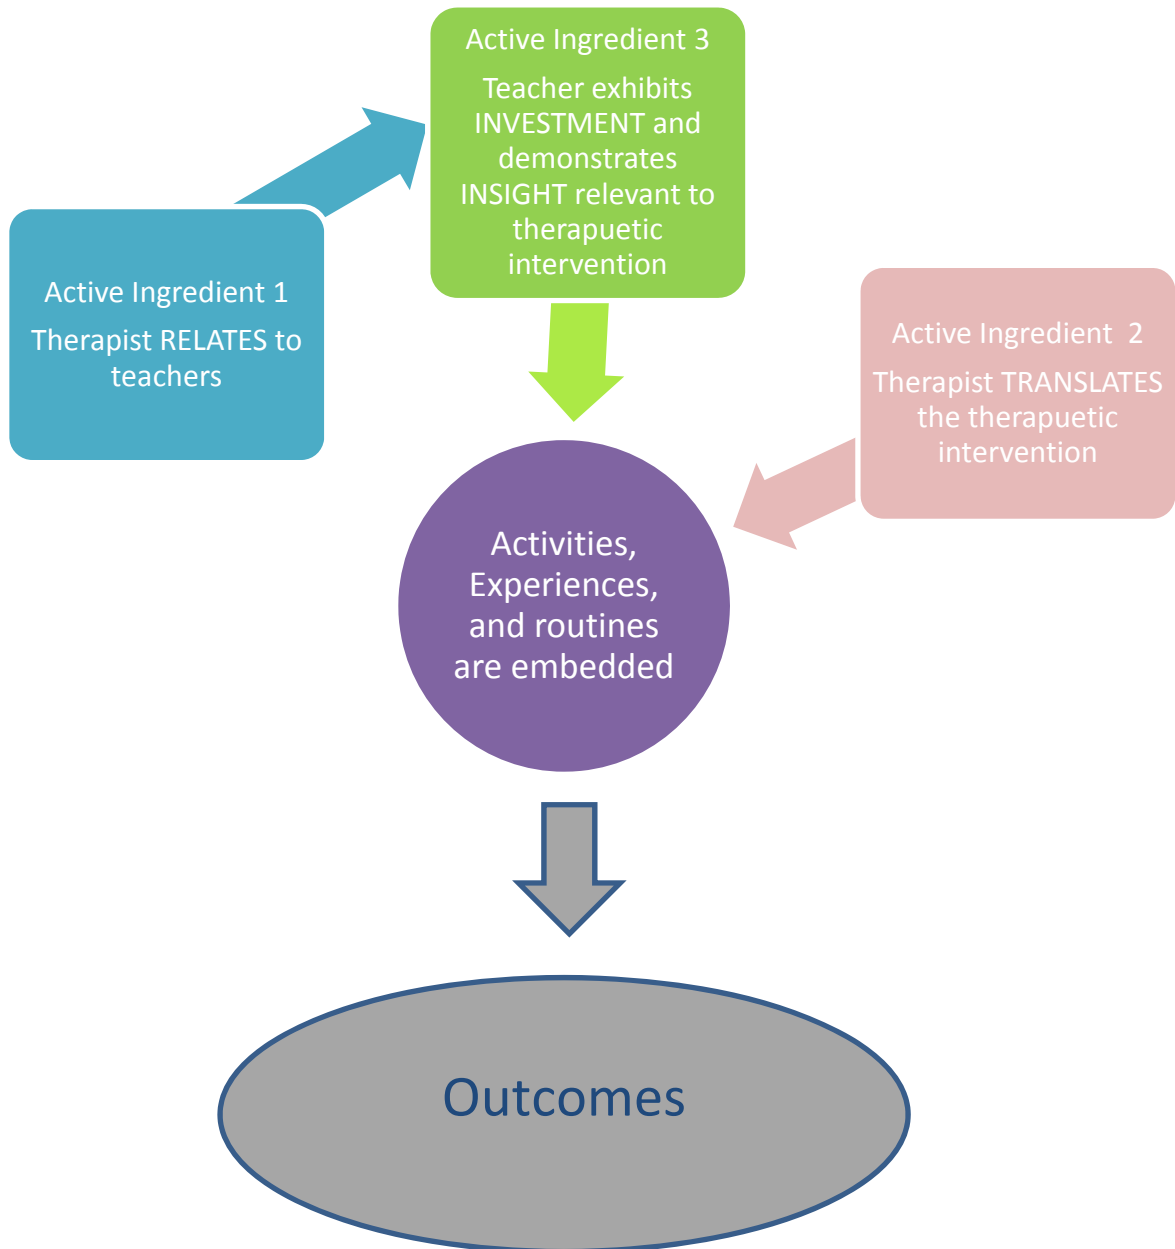 Active Ingredient 3
Teacher exhibits
INVESTMENT and
demonstrates
INSIGHT relevant to
therapuetic
intervention
Active Ingredient 1
Therapist RELATES to
teachers
Active Ingredient  2
Therapist TRANSLATES
the therapuetic
intervention
Activities,
Experiences,
and routines
are embedded
Outcomes